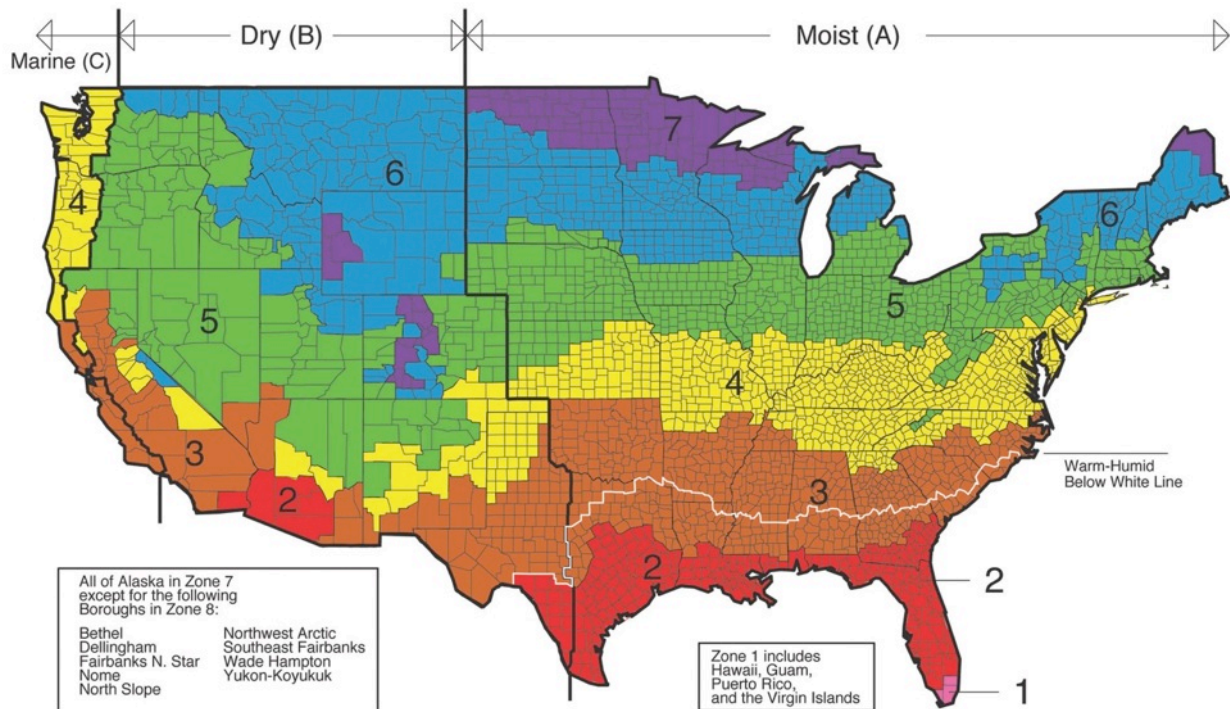 Marine (C)
Dry (B)
Moist (A)
7
6
4
6
5
5
4
3
3
2
2
Warm-Humid
Below White Line
2
1
All of Alaska in Zone 7
except for the following
Boroughs in Zone 8:
Bethel
Dellingham
Fairbanks N. Star
Nome
North Slope
Northwest Arctic
Southeast Fairbanks
Wade Hampton
Yukon-Koyukuk
Zone 1 includes
Hawaii, Guam,
Puerto Rico,
and the Virgin Islands